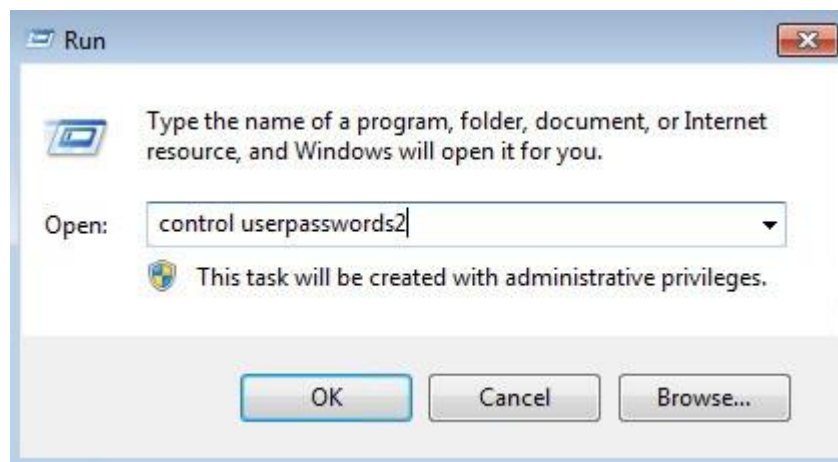 Run
Type the name of a program, folder, document, or Internet
resource, and Windows will open it for you.
Open: control userpasswords2
This task will be created with administrative privileges.
OK Cancel Browse...